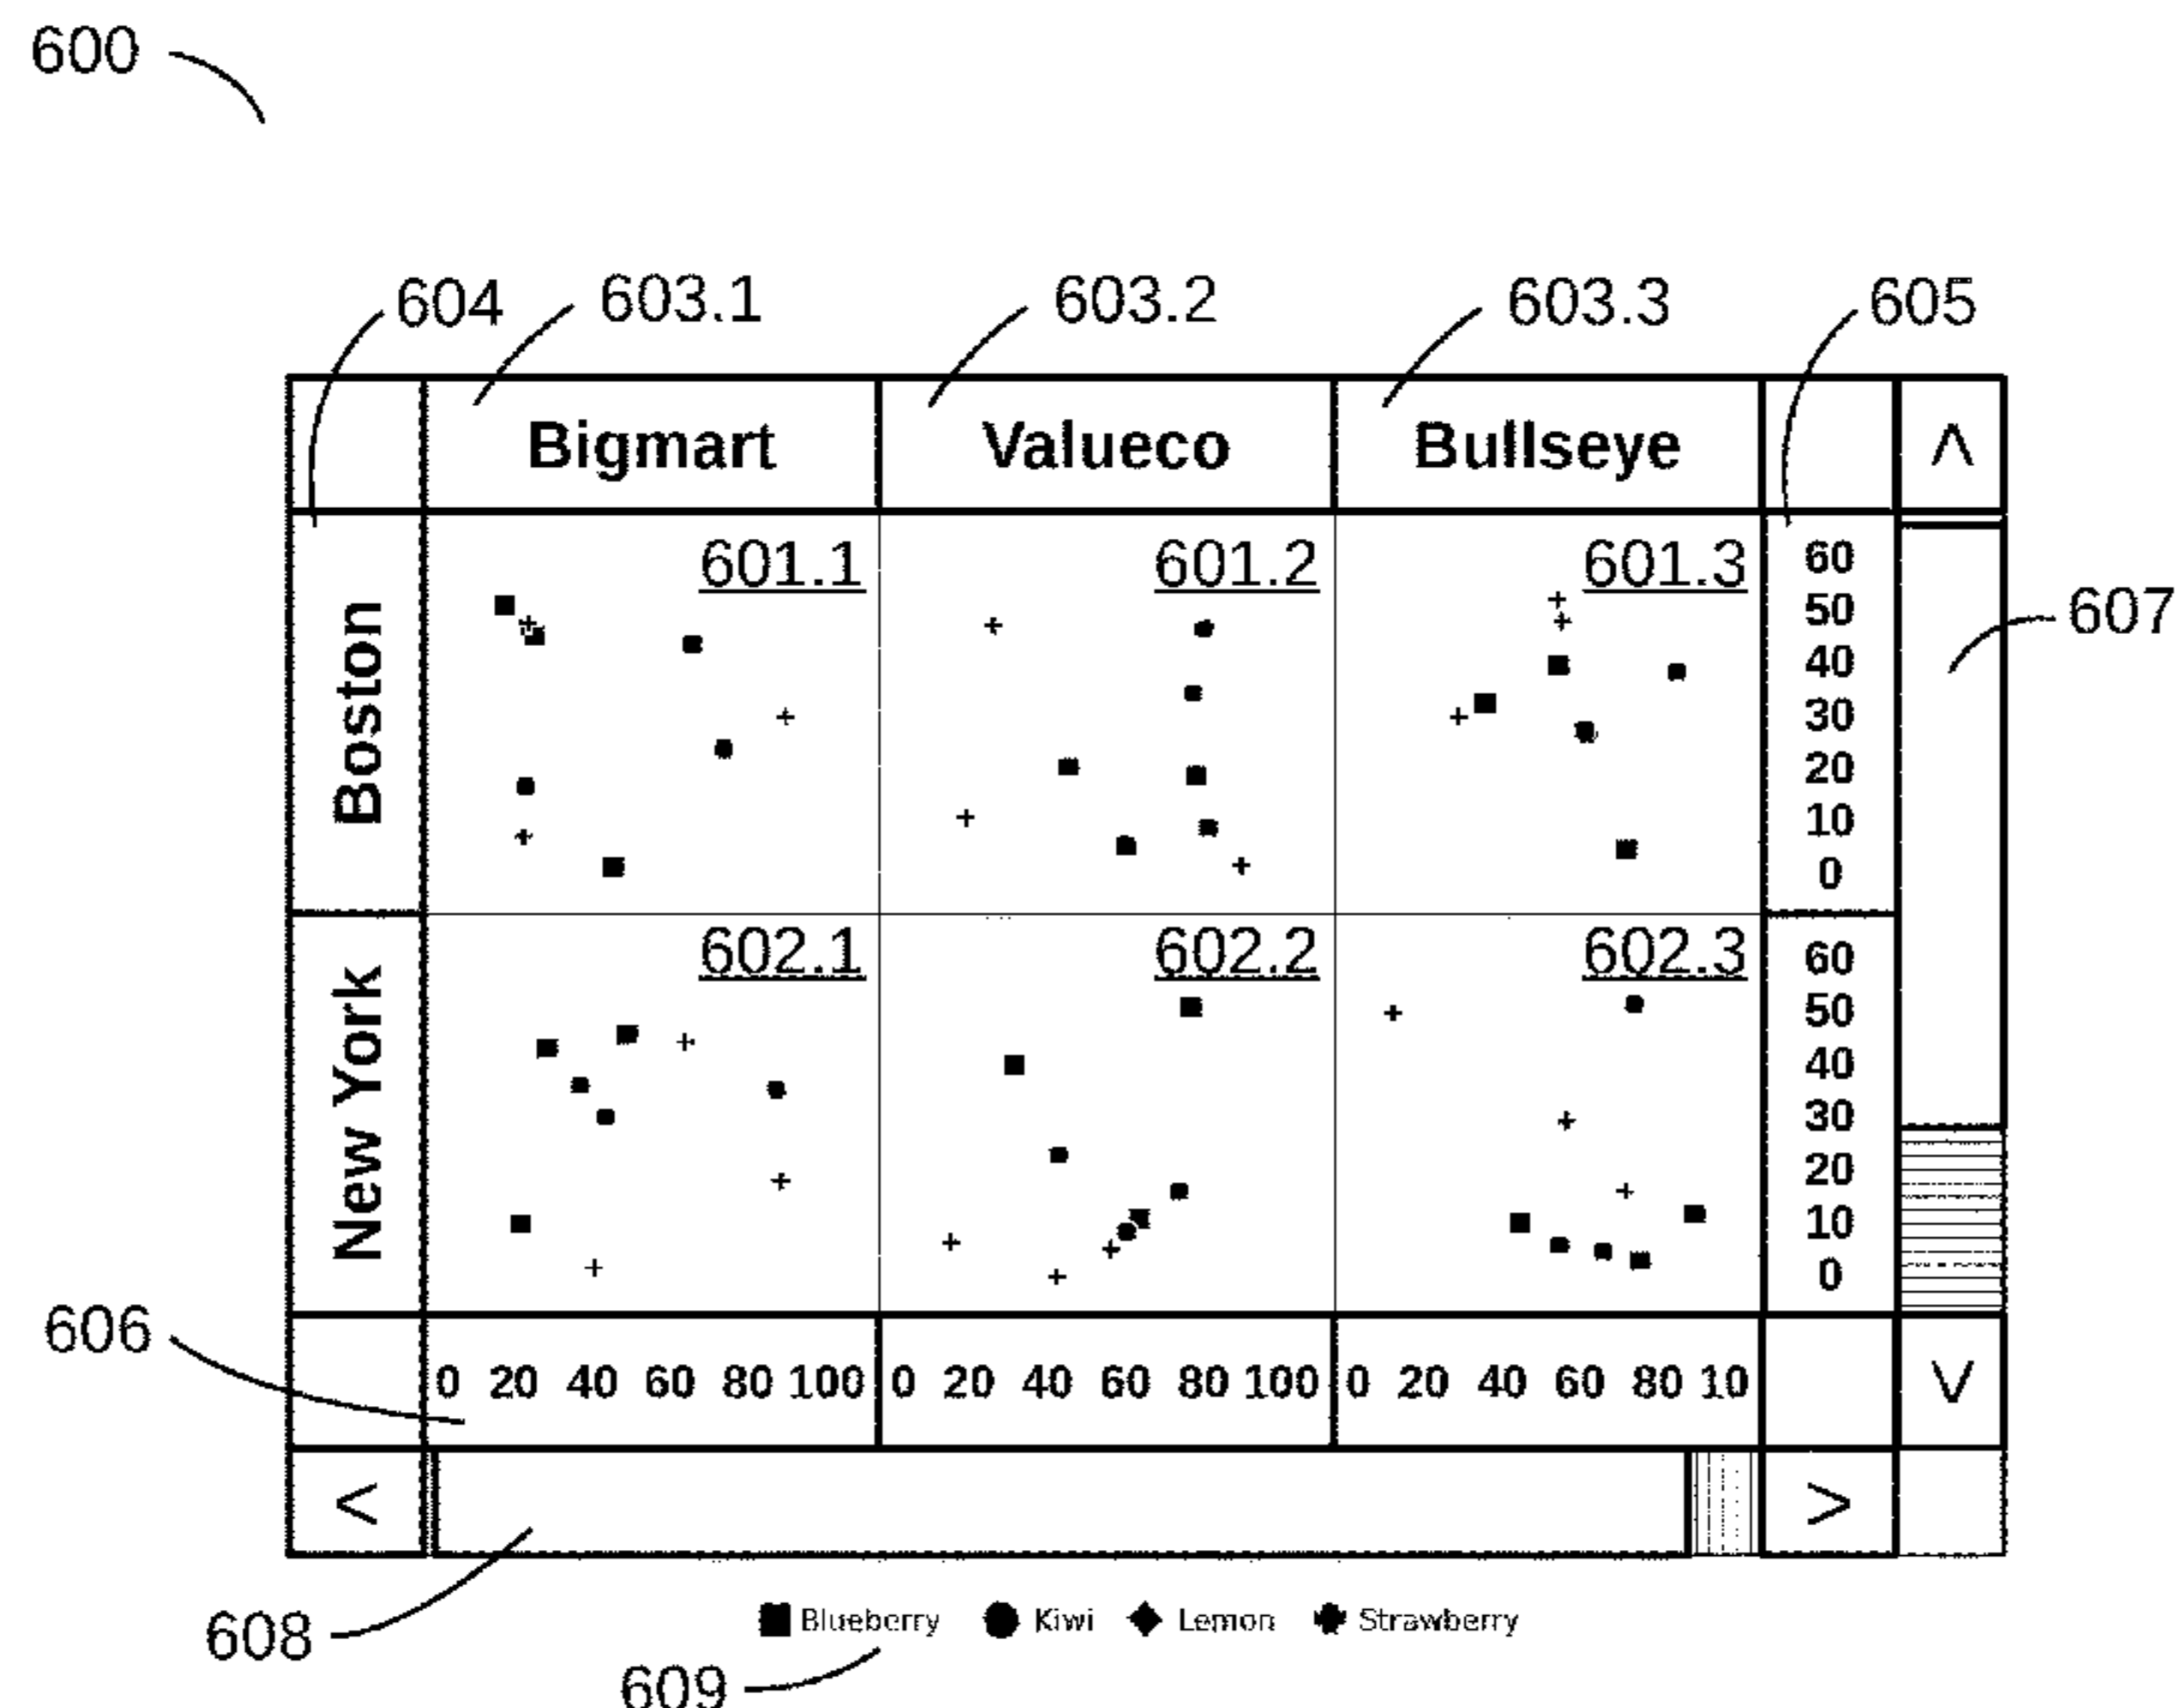 600
604 603.1 603.2 603.3 605
Bigmart Valueco Bullseye ^
601.1 601.2 601.3
Boston
60
50
40
30
20
10
0
607
602.1 602.2 602.3
New York
60
50
40
30
20
10
0
606
0 20 40 60 80 100 0 20 40 60 80 100 0 20 40 60 80 10 V
< >
Blueberry Kiwi Lemon Strawberry
608
609